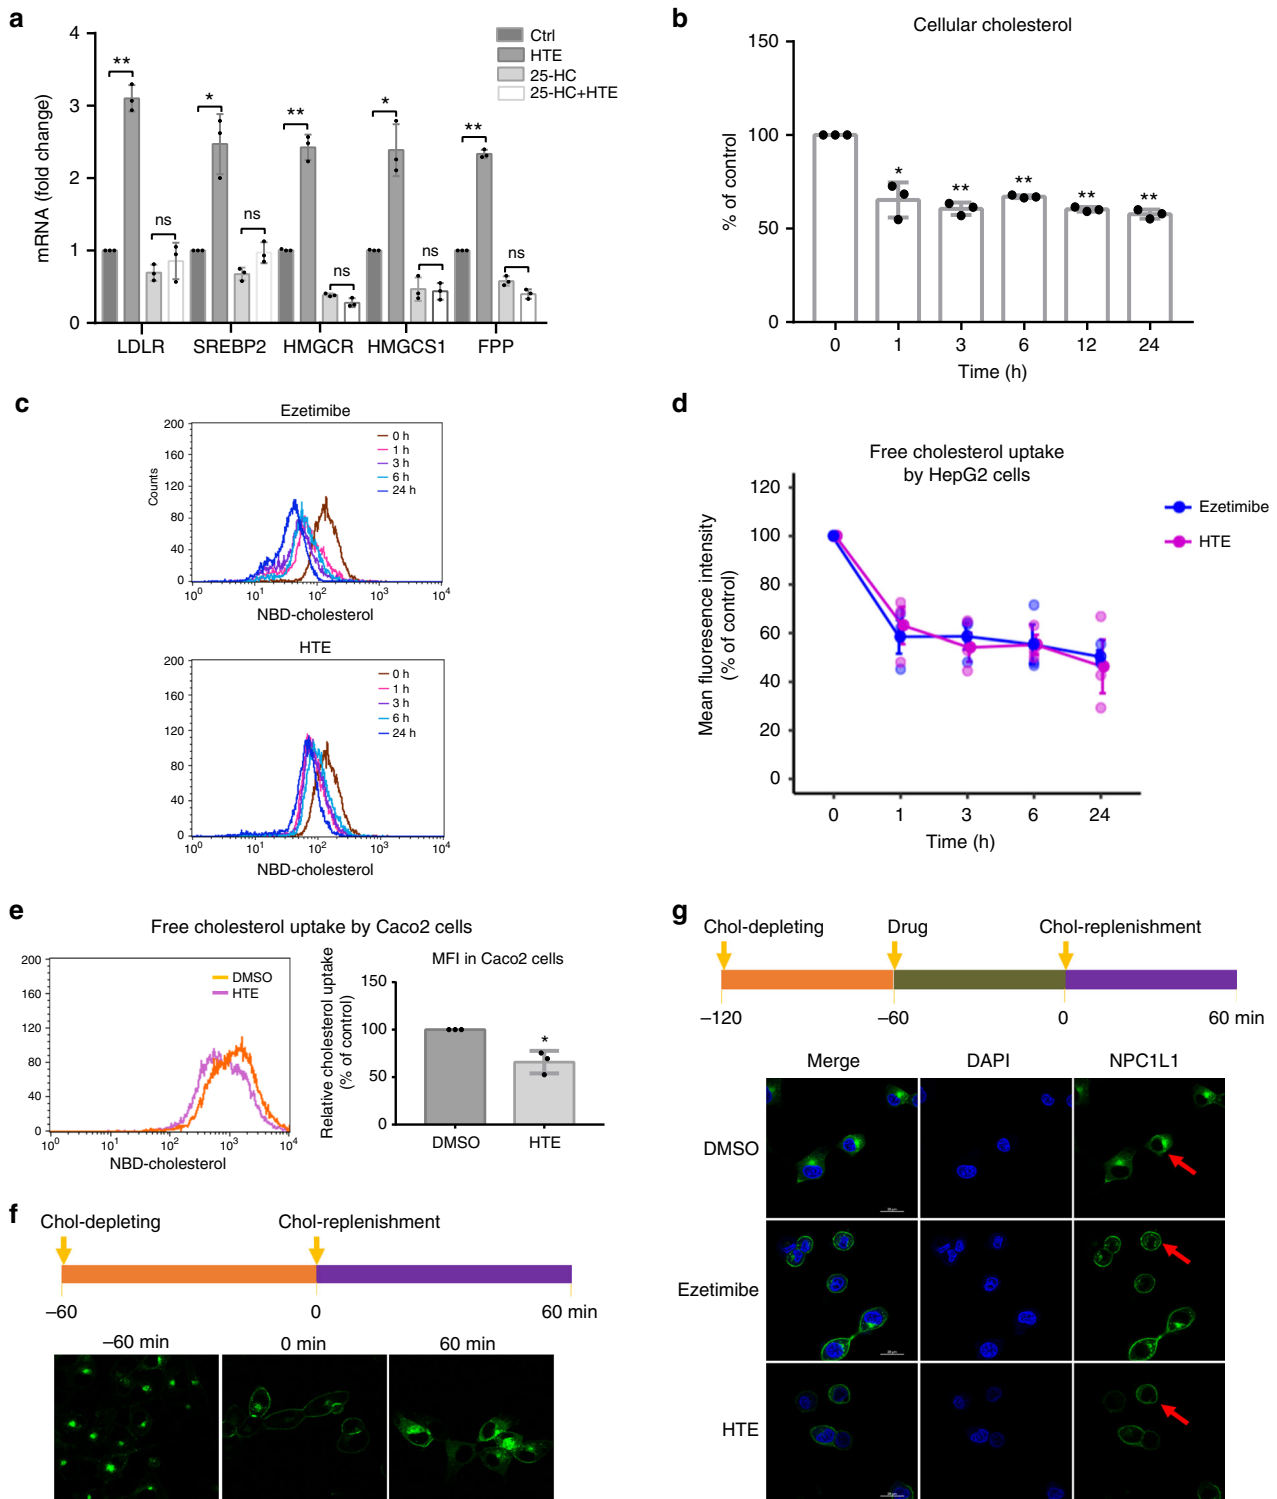 a
4
3
2
1
0
mRNA (fold change)
Ctrl
HTE
25-HC
25-HC+HTE
**
*
**
*
**
ns
ns
ns
ns
ns
LDLR SREBP2 HMGCR HMGCS1 FPP
b
Cellular cholesterol
150
100
50
0
% of control
*
**
**
**
**
0 1 3 6 12 24
Time (h)
c
Ezetimibe
200
160
120
80
40
0
Counts
0 h
1 h
3 h
6 h
24 h
10^0 10^1 10^2 10^3 10^4
NBD-cholesterol
HTE
200
160
120
80
40
0
0 h
1 h
3 h
6 h
24 h
10^0 10^1 10^2 10^3 10^4
NBD-cholesterol
d
Free cholesterol uptake
by HepG2 cells
120
100
80
60
40
20
0
Mean fluoresence intensity
(% of control)
Ezetimibe
HTE
0 1 3 6 24
Time (h)
e
Free cholesterol uptake by Caco2 cells
200
160
120
80
40
0
DMSO
HTE
10^0 10^1 10^2 10^3 10^4
NBD-cholesterol
MFI in Caco2 cells
Relative cholesterol uptake
(% of control)
150
100
50
0
*
DMSO HTE
f
Chol-depleting Chol-replenishment
–60 0 60 min
–60 min 0 min 60 min
g
Chol-depleting Drug Chol-replenishment
–120 –60 0 60 min
Merge DAPI NPC1L1
DMSO
Ezetimibe
HTE